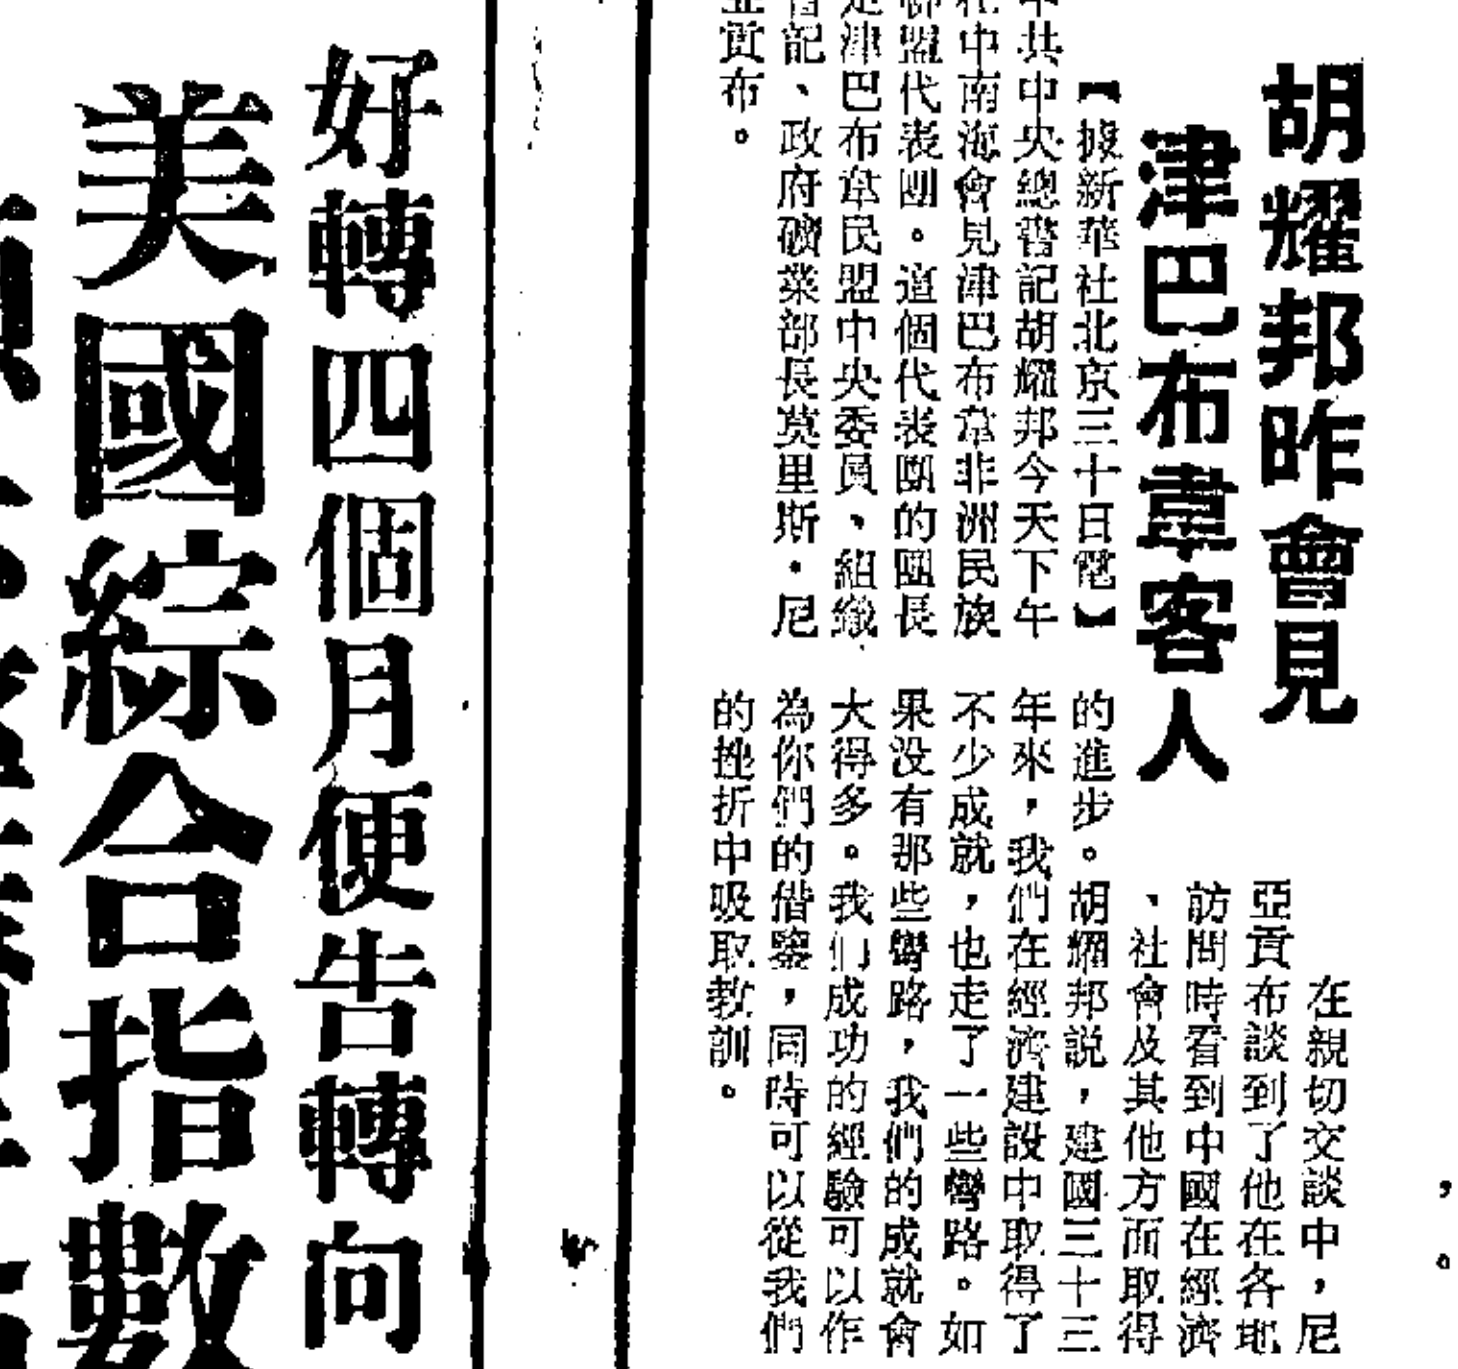 胡耀邦昨會見
津巴布韋客人
【據新華社北京三十日電】
中共中央總書記胡耀邦今天下午
在中南海會見津巴布韋非洲民族
聯盟代表團。這個代表團的團長
是津巴布韋民盟中央委員、組織
書記、政府礦業部長莫里斯·尼
亞貢布。
在親切交談中,尼
亞貢布談到了他在各地
訪問時看到中國在經濟
、社會及其他方面取得
的進步。胡耀邦説,建國三十三
年來,我們在經濟建設中取得了
不少成就,也走了一些彎路。如
果没有那些彎路,我們的成就會
大得多。我们成功的經驗可以作
為你們的借鑒,同時可以從我們
的挫折中吸取教訓。
好轉四個月便告轉向
美國綜合指數